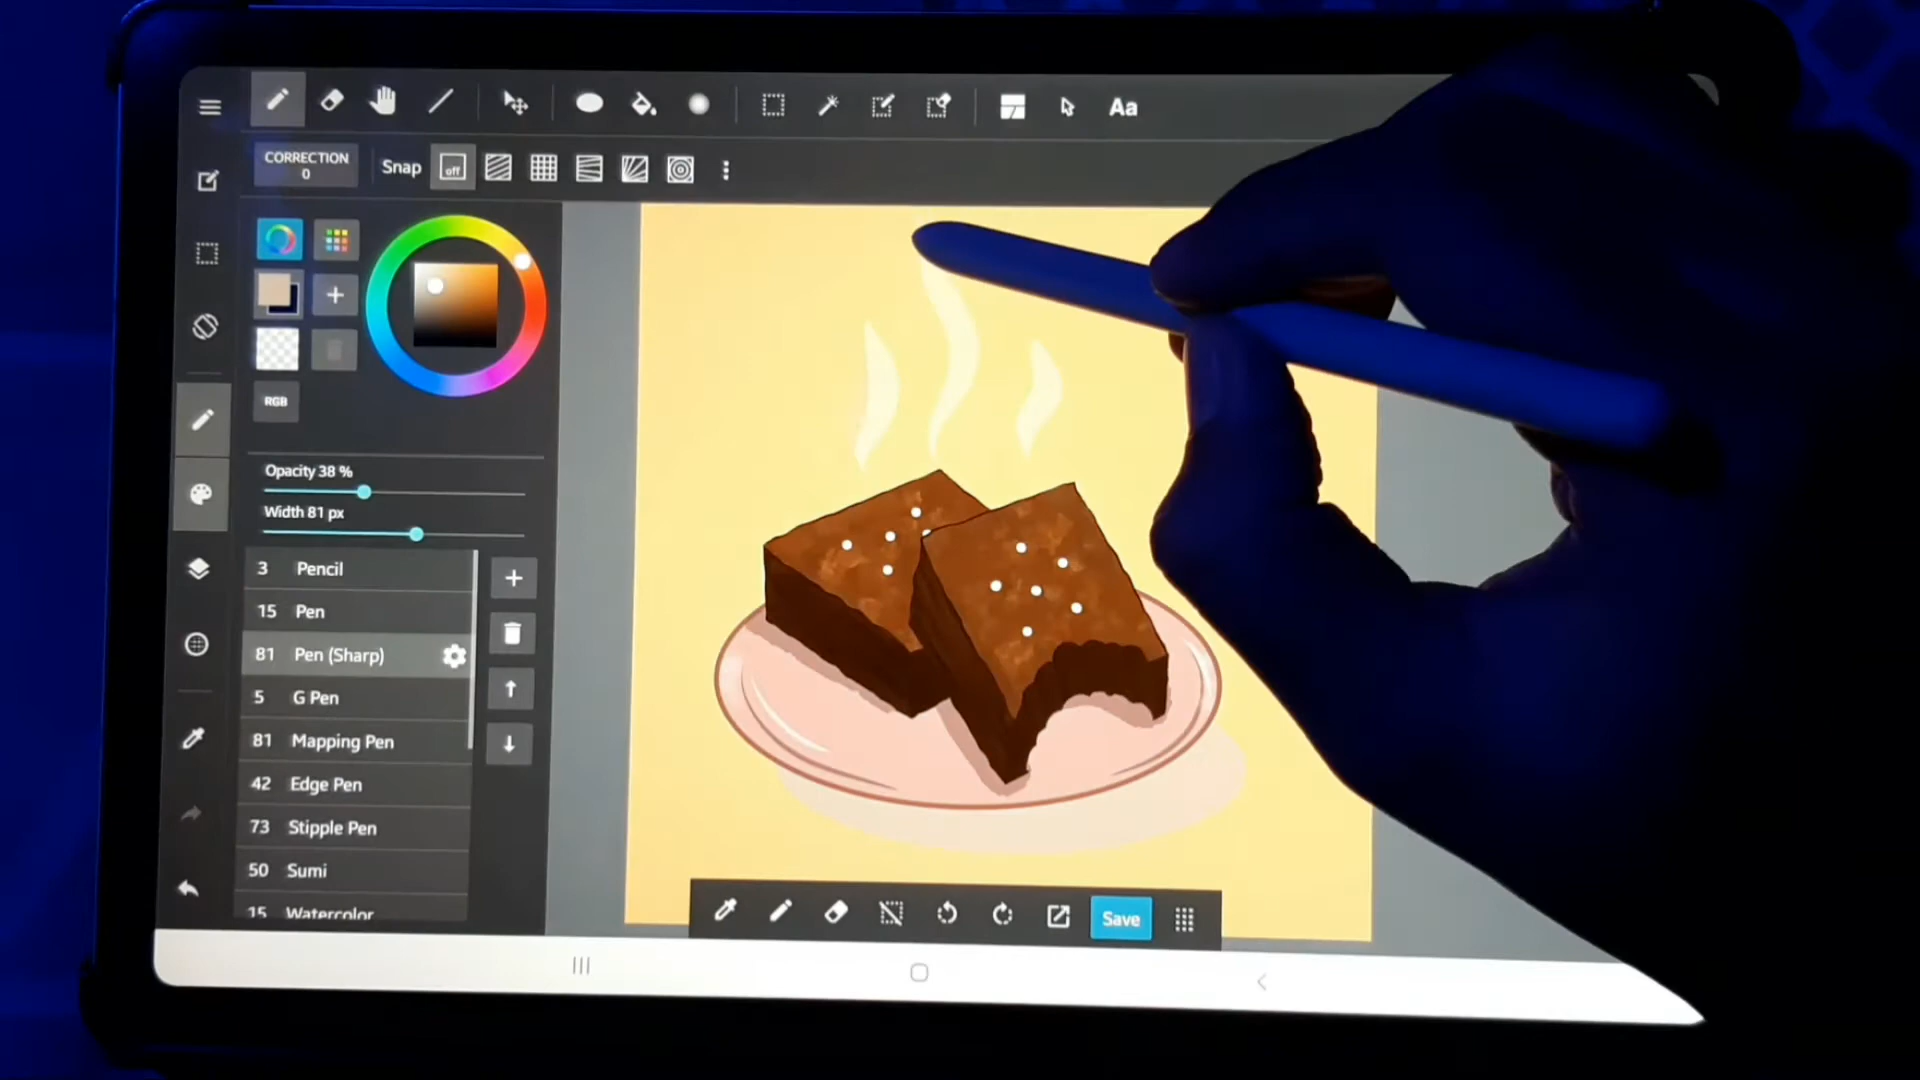 Aa
CORRECTION
0
Snap
off
RGB
Opacity 38 %
Width 81 px
3 Pencil
15 Pen
81 Pen (Sharp)
5 G Pen
81 Mapping Pen
42 Edge Pen
73 Stipple Pen
50 Sumi
15 Watercolor
Save